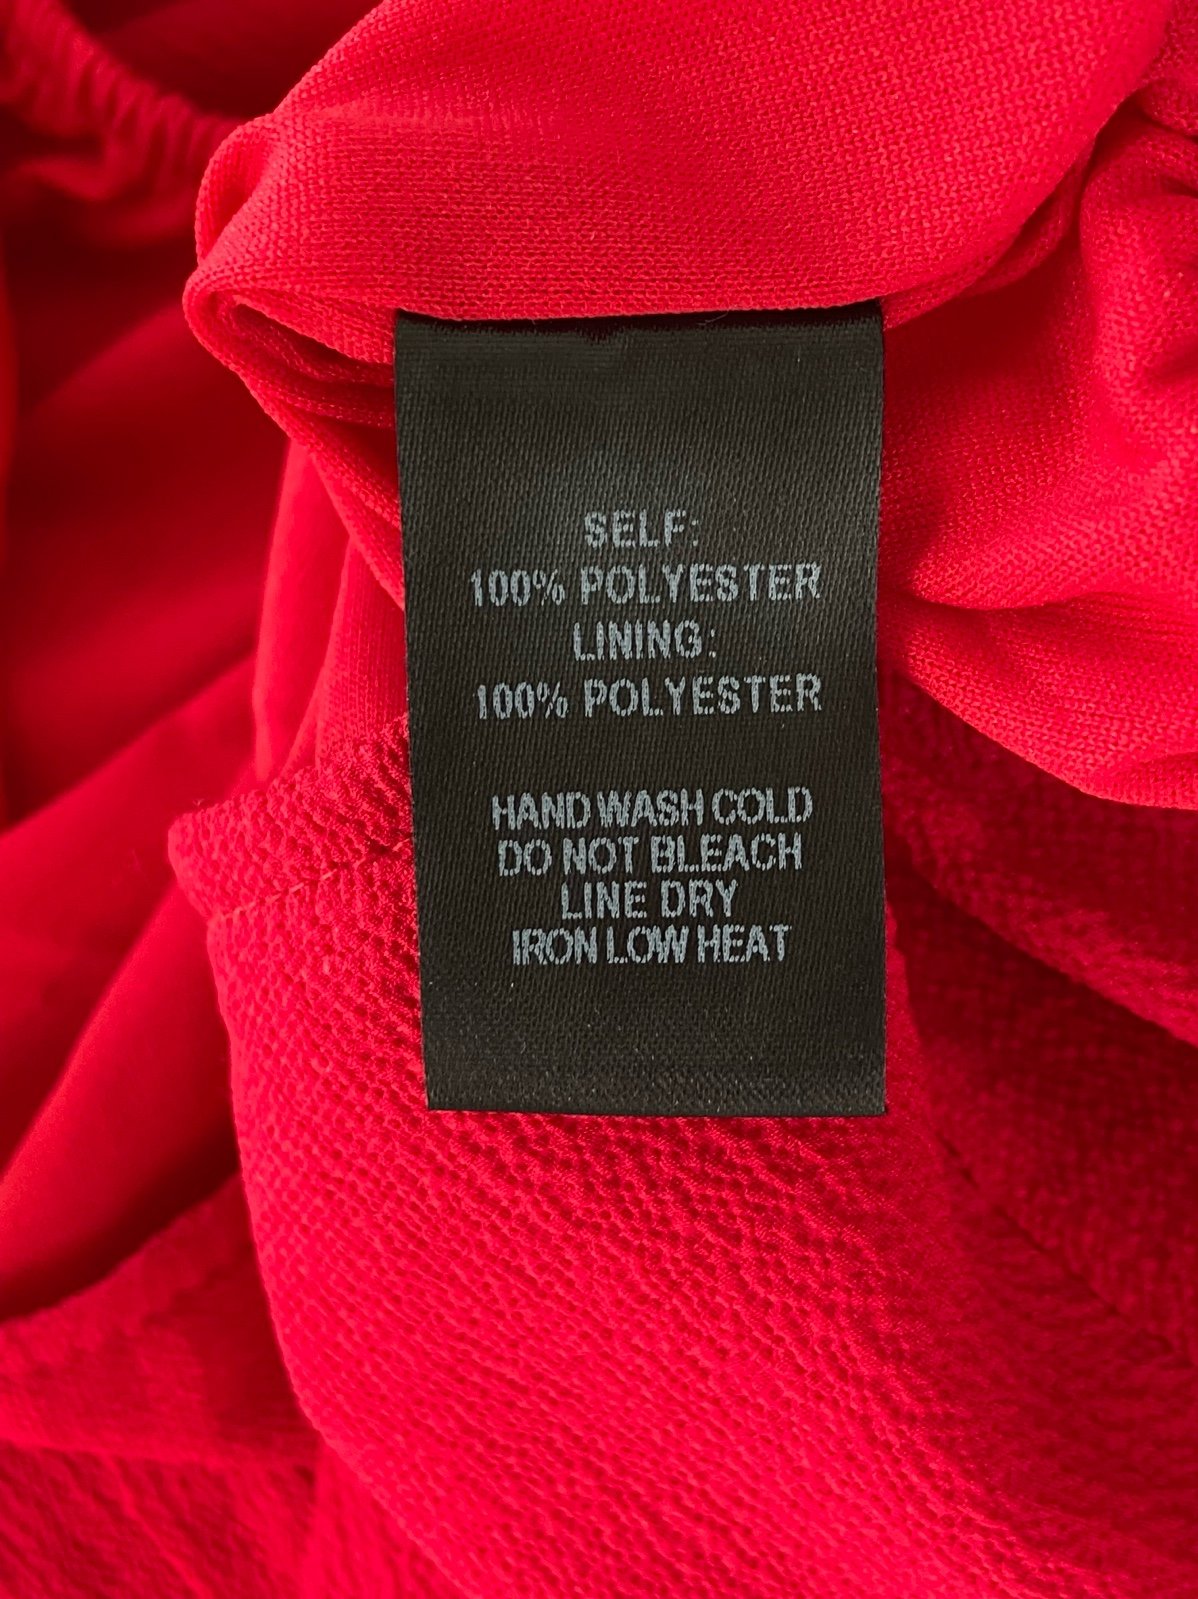 SELF:
100% POLYESTER
LINING:
100% POLYESTER
HAND WASH COLD
DO NOT BLEACH
LINE DRY
IRON LOW HEAT